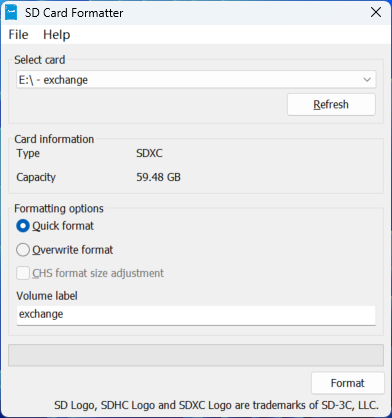 SD Card Formatter
File Help
Select card
E:\ - exchange
Refresh
Card information
Type SDXC
Capacity 59.48 GB
Formatting options
Quick format
Overwrite format
CHS format size adjustment
Volume label
exchange
Format
SD Logo, SDHC Logo and SDXC Logo are trademarks of SD-3C, LLC.